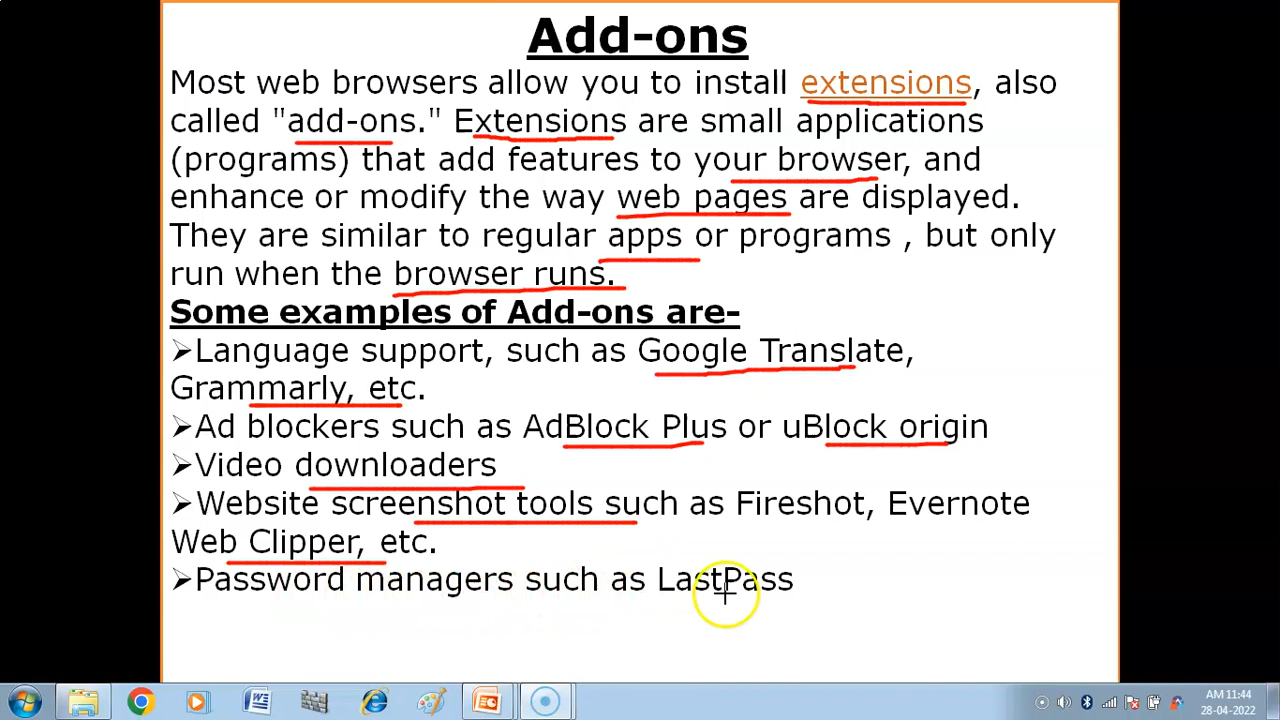 Add-ons
Most web browsers allow you to install extensions, also
called "add-ons." Extensions are small applications
(programs) that add features to your browser, and
enhance or modify the way web pages are displayed.
They are similar to regular apps or programs , but only
run when the browser runs.
Some examples of Add-ons are-
➢Language support, such as Google Translate,
Grammarly, etc.
➢Ad blockers such as AdBlock Plus or uBlock origin
➢Video downloaders
➢Website screenshot tools such as Fireshot, Evernote
Web Clipper, etc.
➢Password managers such as LastPass
AM 11:44
28-04-2022